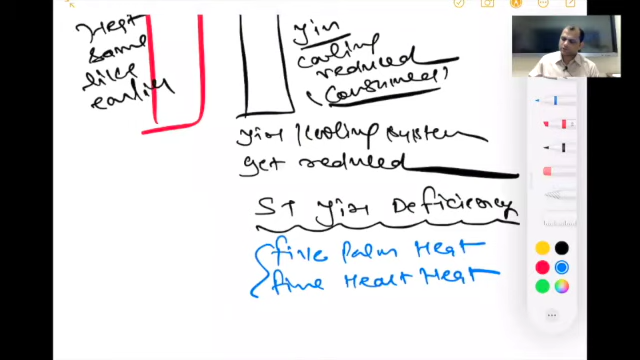 Heat
same
like
earlier
Yin
cooling
reduced
(consumed)
Yin / cooling system
get reduced
ST Yin Deficiency
five Palm Heat
five Heart Heat